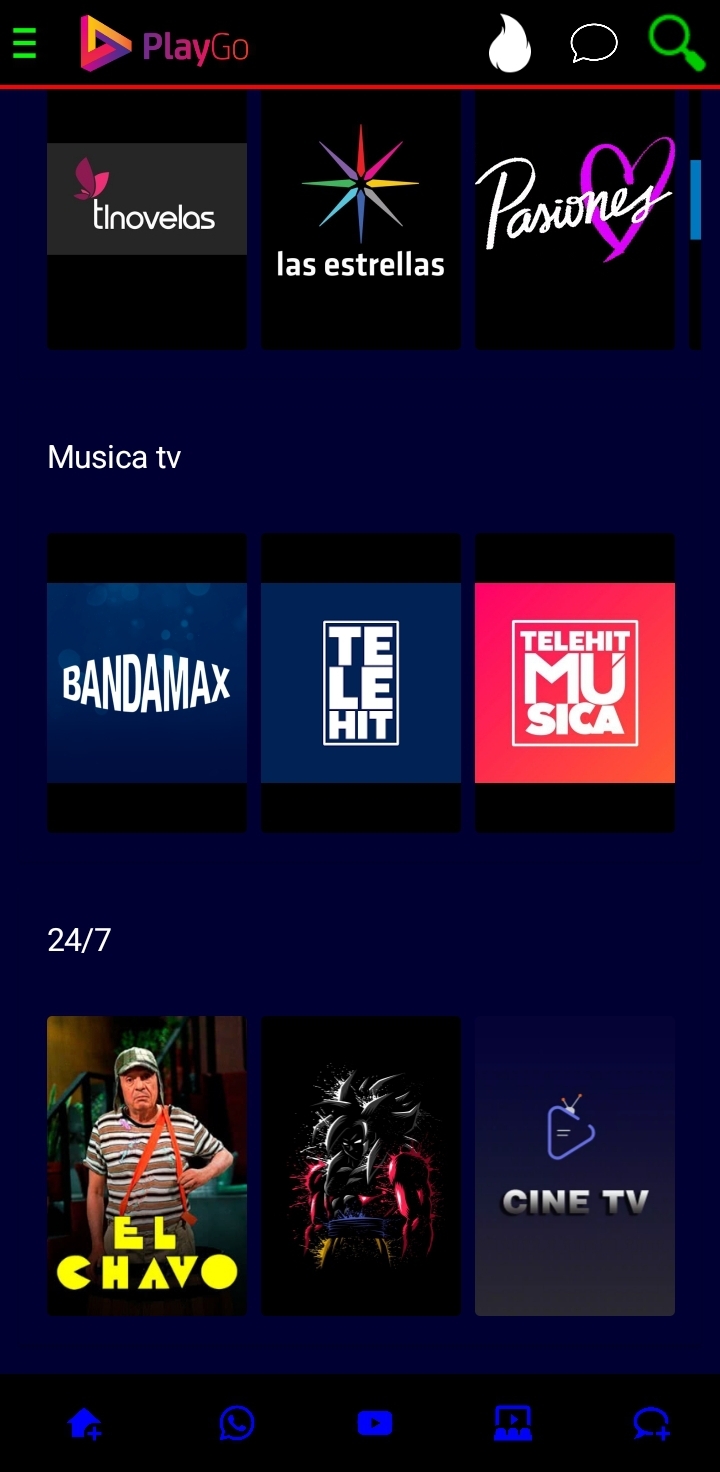 PlayGo
tlnovelas
las estrellas
Pasiones
Musica tv
BANDAMAX
TE
LE
HIT
TELEHIT
MÚ
SICA
24/7
EL
CHAVO
CINE TV